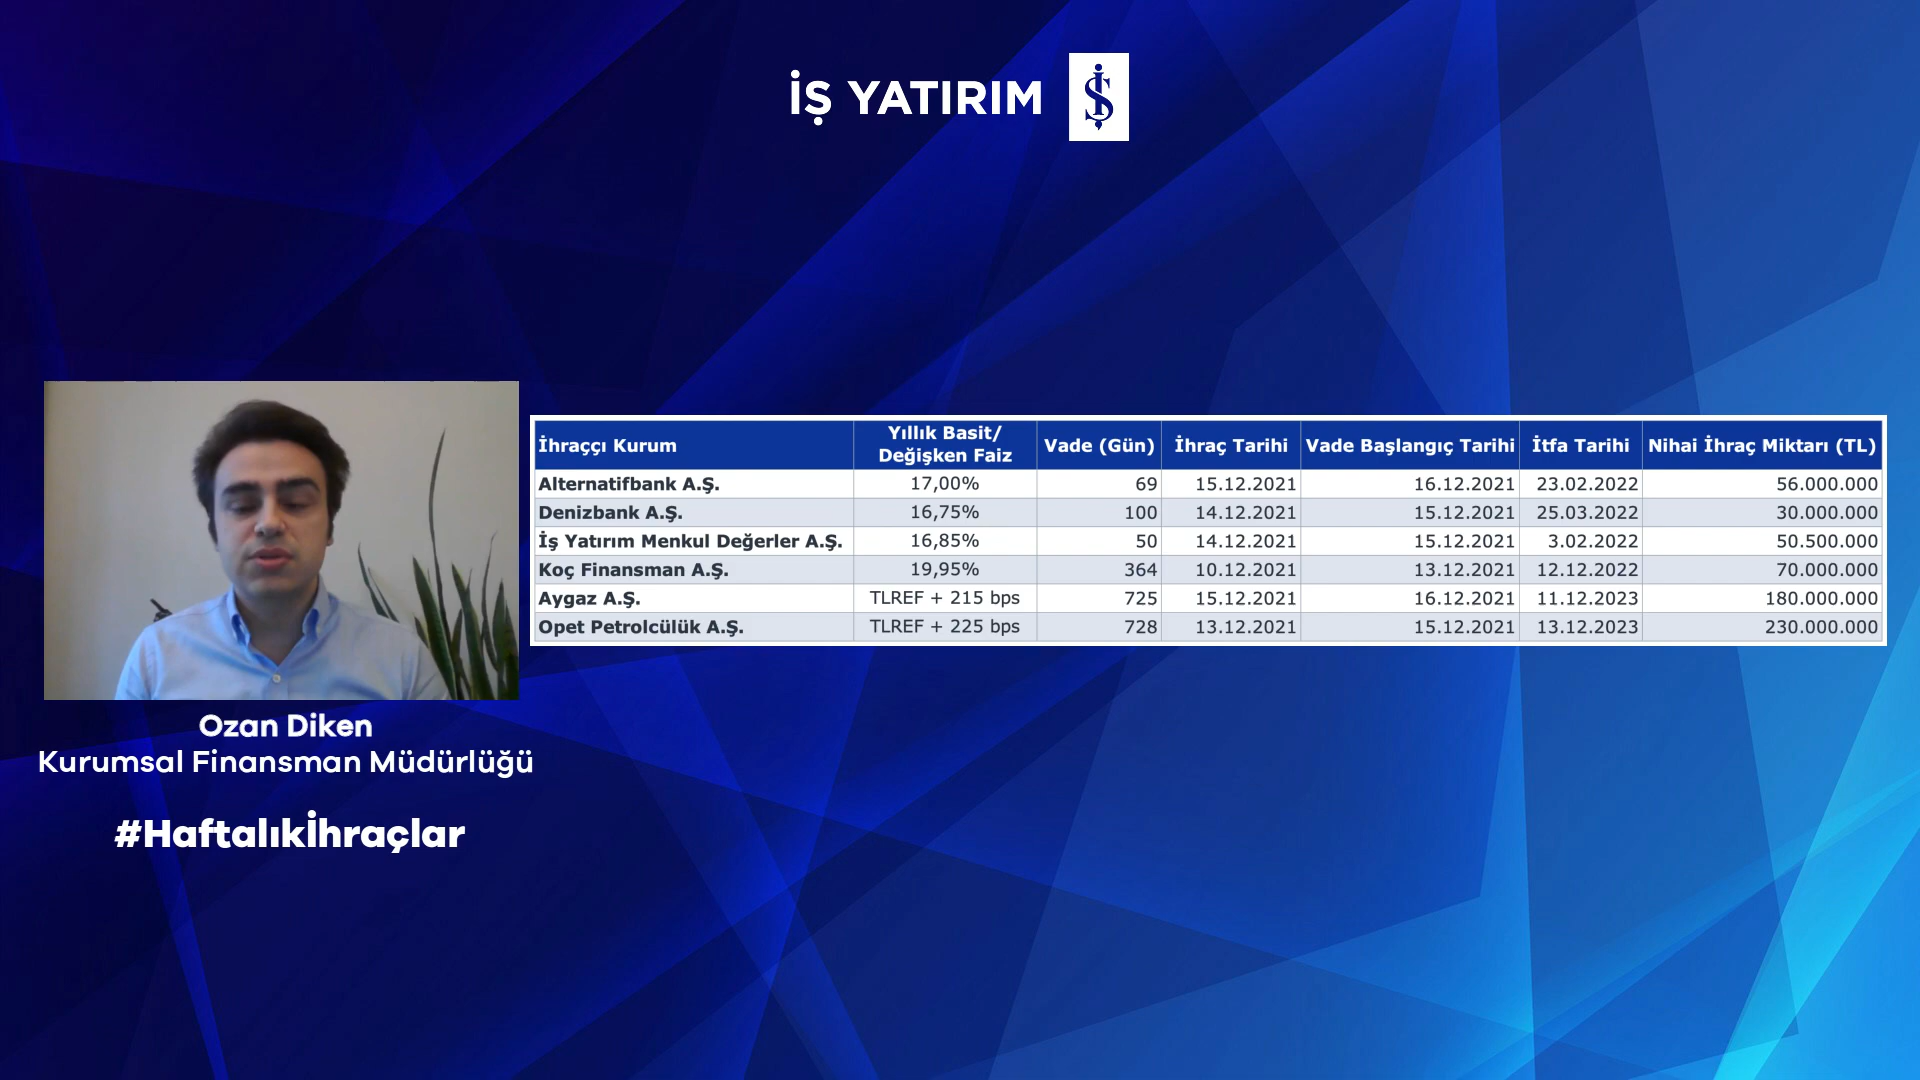 İŞ YATIRIM
İhraççı Kurum Yıllık Basit/ Değişken Faiz Vade (Gün) İhraç Tarihi Vade Başlangıç Tarihi İtfa Tarihi Nihai İhraç Miktarı (TL)
Alternatifbank A.Ş. 17,00% 69 15.12.2021 16.12.2021 23.02.2022 56.000.000
Denizbank A.Ş. 16,75% 100 14.12.2021 15.12.2021 25.03.2022 30.000.000
İş Yatırım Menkul Değerler A.Ş. 16,85% 50 14.12.2021 15.12.2021 3.02.2022 50.500.000
Koç Finansman A.Ş. 19,95% 364 10.12.2021 13.12.2021 12.12.2022 70.000.000
Aygaz A.Ş. TLREF + 215 bps 725 15.12.2021 16.12.2021 11.12.2023 180.000.000
Opet Petrolcülük A.Ş. TLREF + 225 bps 728 13.12.2021 15.12.2021 13.12.2023 230.000.000
Ozan Diken
Kurumsal Finansman Müdürlüğü
#Haftalıkİhraçlar